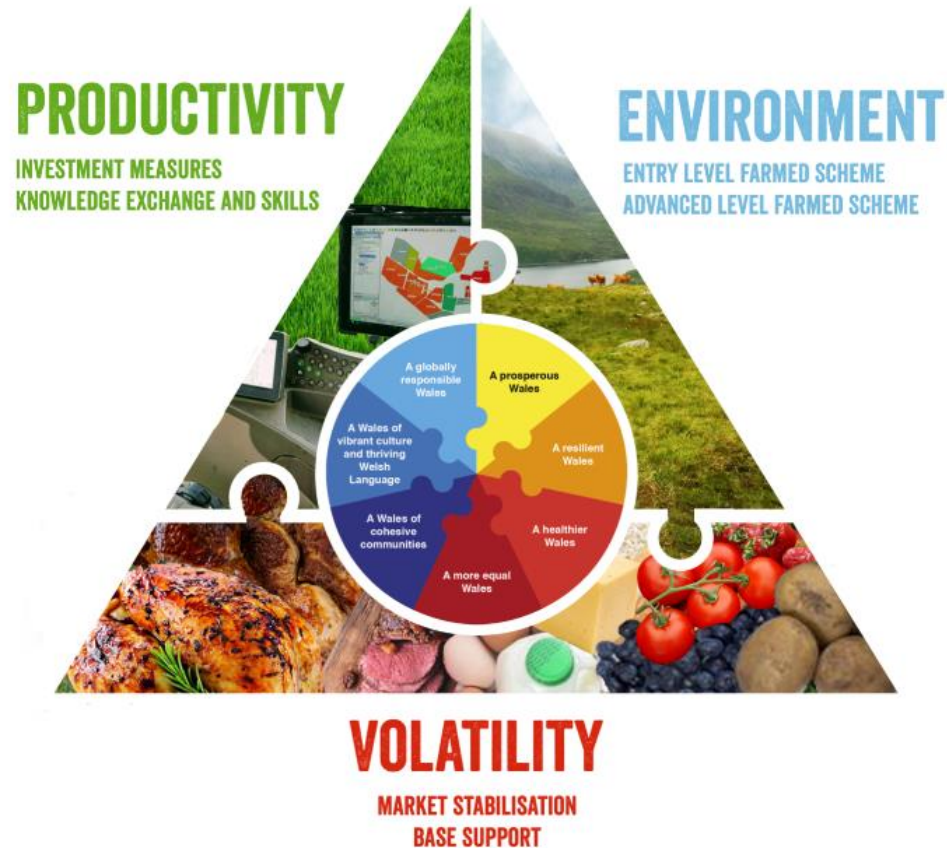 PRODUCTIVITY
INVESTMENT MEASURES
KNOWLEDGE EXCHANGE AND SKILLS
ENVIRONMENT
ENTRY LEVEL FARMED SCHEME
ADVANCED LEVEL FARMED SCHEME
A globally
responsible
Wales
A prosperous
Wales
A resilient
Wales
A healthier
Wales
A more equal
Wales
A Wales of
cohesive
communities
A Wales of
vibrant culture
and thriving
Welsh
Language
VOLATILITY
MARKET STABILISATION
BASE SUPPORT